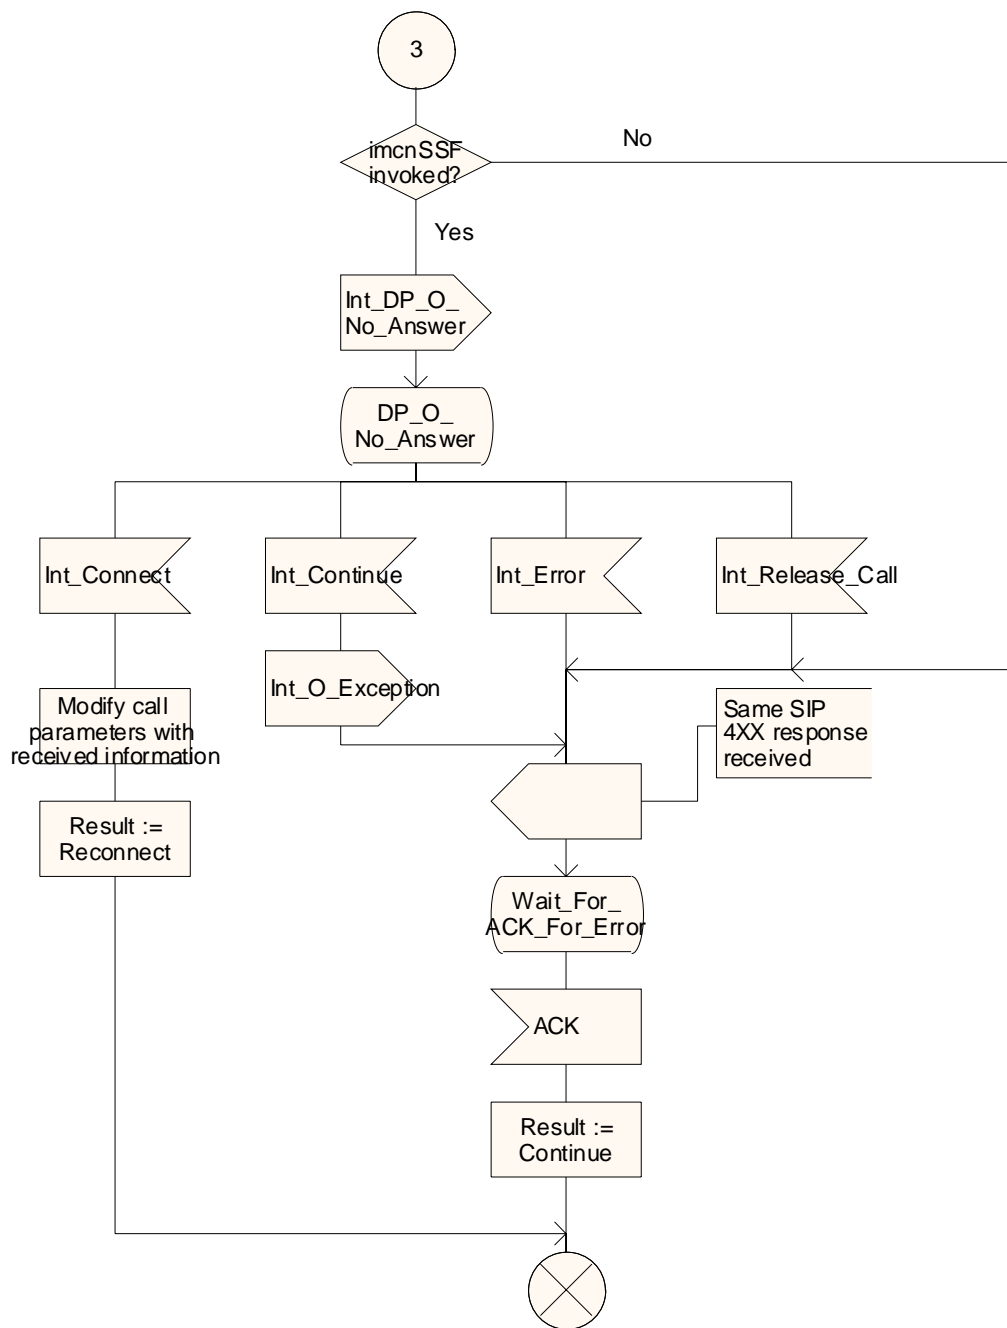 3
No
imcnSSF
invoked?
Yes
Int_DP_O_
No_Answer
DP_O_
No_Answer
Int_Connect
Int_Continue
Int_Error
Int_Release_Call
Modify call
parameters with
received information
Int_O_Exception
Same SIP
4XX response
received
Result :=
Reconnect
Wait_For_
ACK_For_Error
ACK
Result :=
Continue